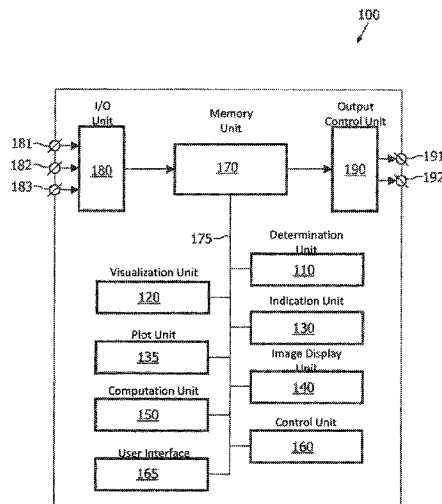 100
I/O
Unit
Memory
Unit
Output
Control Unit
181
182
183
180
170
190
191
192
175
Determination
Unit
110
Visualization Unit
120
Indication Unit
130
Plot Unit
135
Image Display
Unit
140
Computation Unit
150
Control Unit
160
User Interface
165